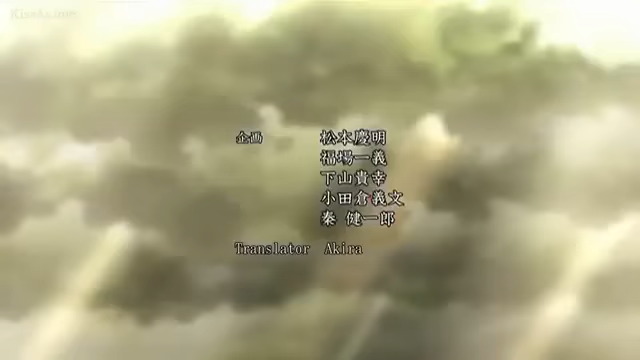 企画 松本慶明
福場一義
下山貴幸
小田倉義文
秦 健一郎
Translator Akira